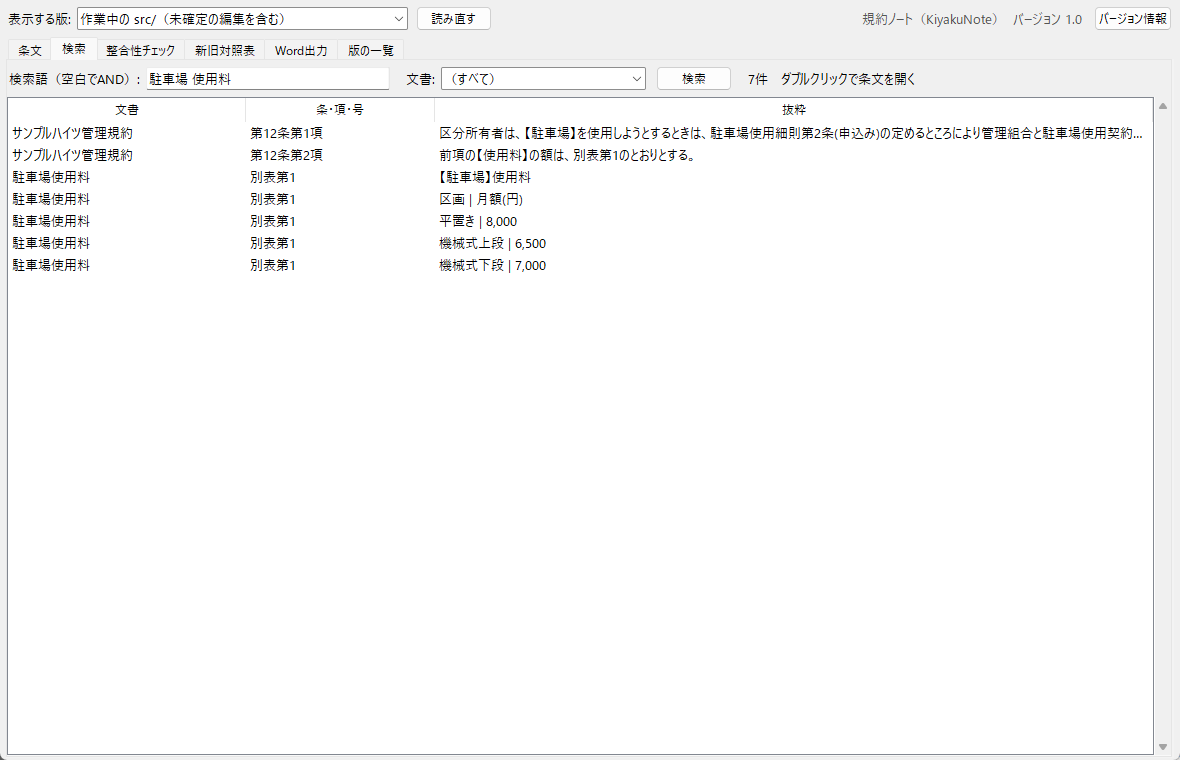 表示する版: 作業中の src/（未確定の編集を含む） 読み直す 規約ノート（KiyakuNote） バージョン 1.0 バージョン情報
条文 検索 整合性チェック 新旧対照表 Word出力 版の一覧
検索語（空白でAND）: 駐車場 使用料 文書: （すべて） 検索 7件 ダブルクリックで条文を開く
文書 条・項・号 抜粋
サンプルハイツ管理規約 第12条第1項 区分所有者は、【駐車場】を使用しようとするときは、駐車場使用細則第2条(申込み)の定めるところにより管理組合と駐車場使用契約...
サンプルハイツ管理規約 第12条第2項 前項の【使用料】の額は、別表第1のとおりとする。
駐車場使用料 別表第1 【駐車場】使用料
駐車場使用料 別表第1 区画 | 月額(円)
駐車場使用料 別表第1 平置き | 8,000
駐車場使用料 別表第1 機械式上段 | 6,500
駐車場使用料 別表第1 機械式下段 | 7,000